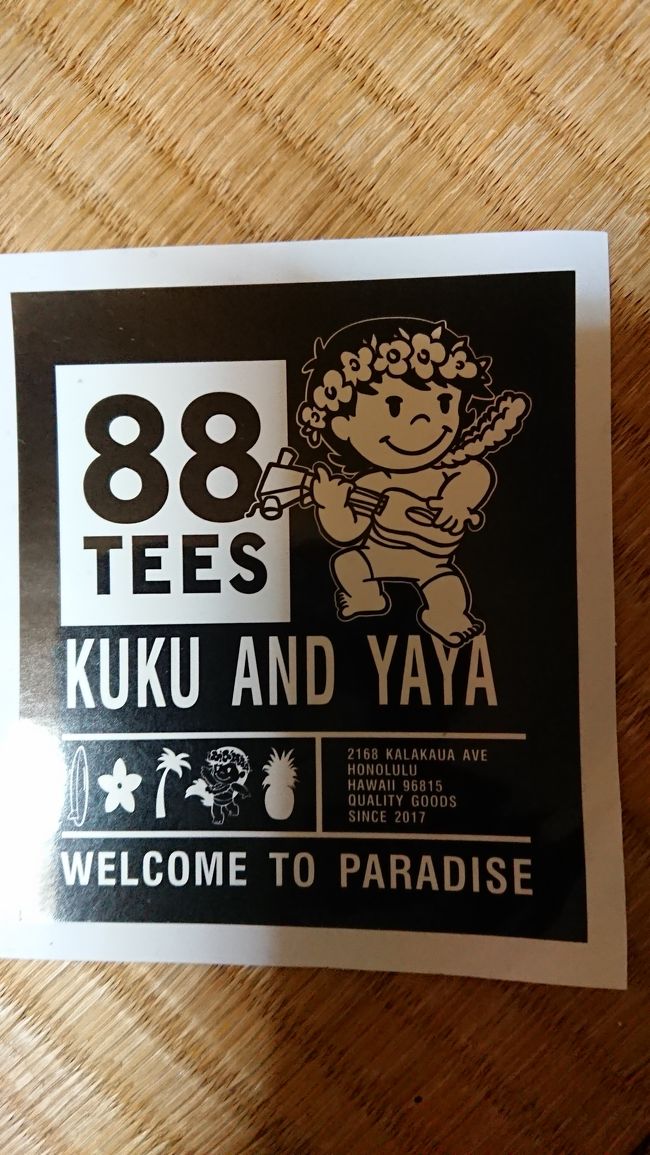 88
TEES
KUKU AND YAYA
2168 KALAKAUA AVE
HONOLULU
HAWAII 96815
QUALITY GOODS
SINCE 2017
WELCOME TO PARADISE